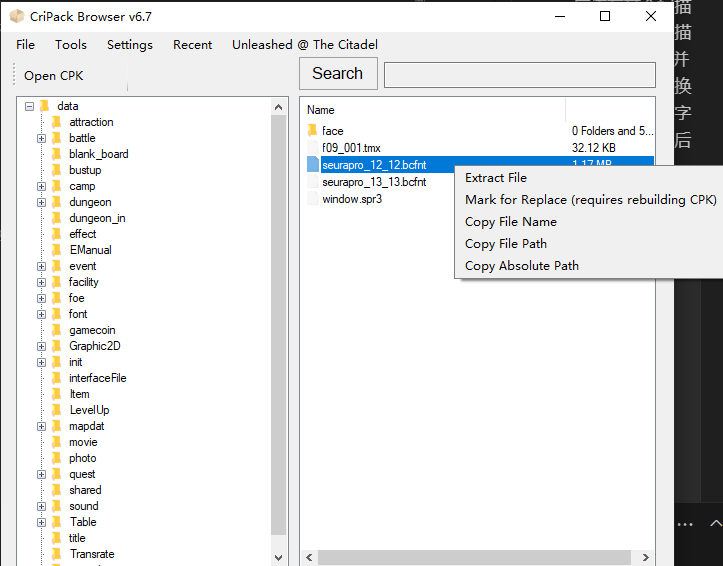 CriPack Browser v6.7
File Tools Settings Recent Unleashed @ The Citadel
Open CPK
Search
data
attraction
battle
blank_board
bustup
camp
dungeon
dungeon_in
effect
EManual
event
facility
foe
font
gamecoin
Graphic2D
init
interfaceFile
Item
LevelUp
mapdat
movie
photo
quest
shared
sound
Table
title
Transrate
Name
face 0 Folders and 5...
f09_001.tmx 32.12 KB
seurapro_12_12.bcfnt 1.17 MB
seurapro_13_13.bcfnt
window.spr3
Extract File
Mark for Replace (requires rebuilding CPK)
Copy File Name
Copy File Path
Copy Absolute Path
描
描
并
换
字
后